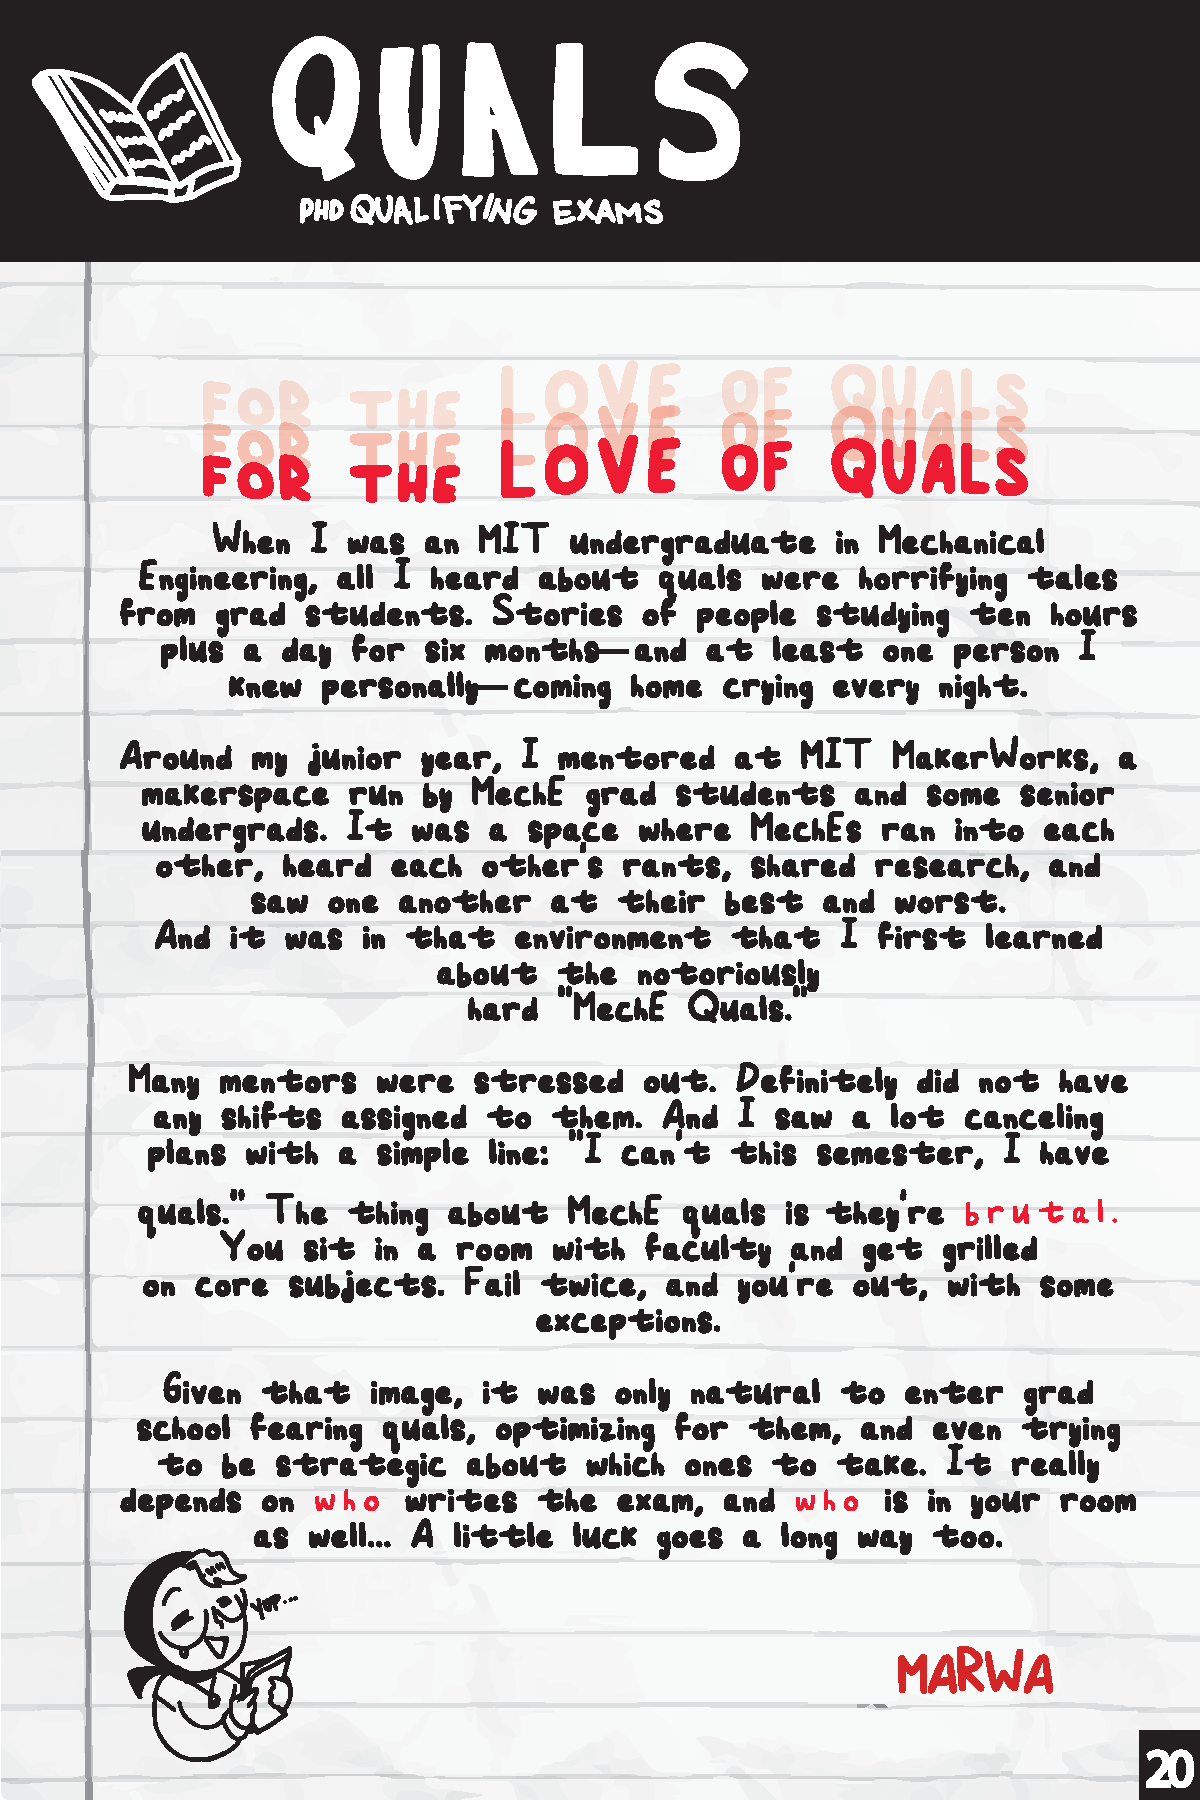 QUALS
PHD QUALIFYING EXAMS
FOR THE LOVE OF QUALS
When I was an MIT undergraduate in Mechanical
Engineering, all I heard about quals were horrifying tales
from grad students. Stories of people studying ten hours
plus a day for six months—and at least one person I
knew personally—coming home crying every night.
Around my junior year, I mentored at MIT MakerWorks, a
makerspace run by MechE grad students and some senior
undergrads. It was a space where MechEs ran into each
other, heard each other's rants, shared research, and
saw one another at their best and worst.
And it was in that environment that I first learned
about the notoriously
hard "MechE Quals."
Many mentors were stressed out. Definitely did not have
any shifts assigned to them. And I saw a lot canceling
plans with a simple line: "I can't this semester, I have
quals." The thing about MechE quals is they're brutal.
You sit in a room with faculty and get grilled
on core subjects. Fail twice, and you're out, with some
exceptions.
Given that image, it was only natural to enter grad
school fearing quals, optimizing for them, and even trying
to be strategic about which ones to take. It really
depends on who writes the exam, and who is in your room
as well... A little luck goes a long way too.
YUP...
MARWA
20